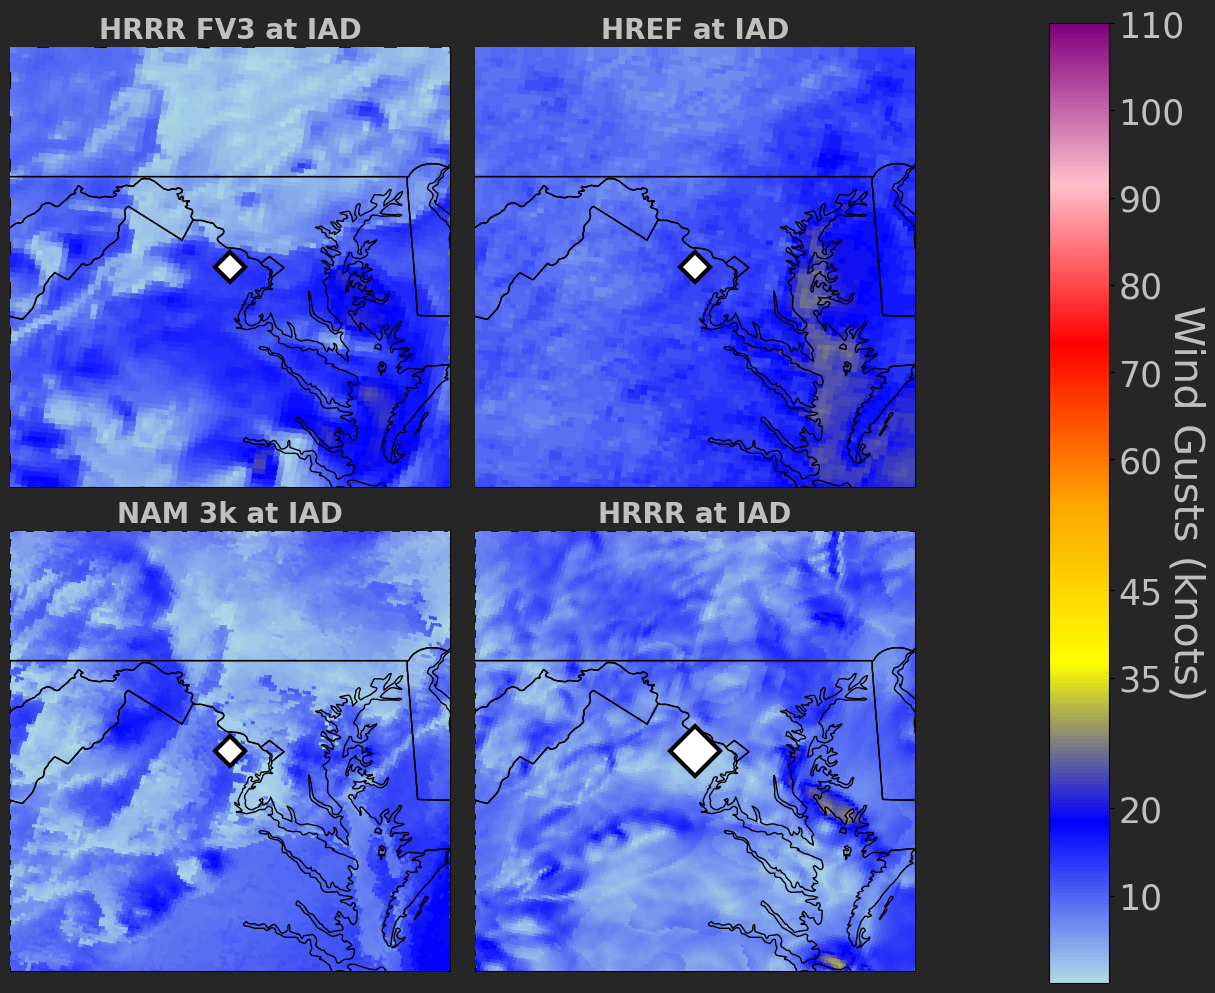 HRRR FV3 at IAD
HREF at IAD
NAM 3k at IAD
HRRR at IAD
110
100
90
80
70
60
45
35
20
10
Wind Gusts (knots)